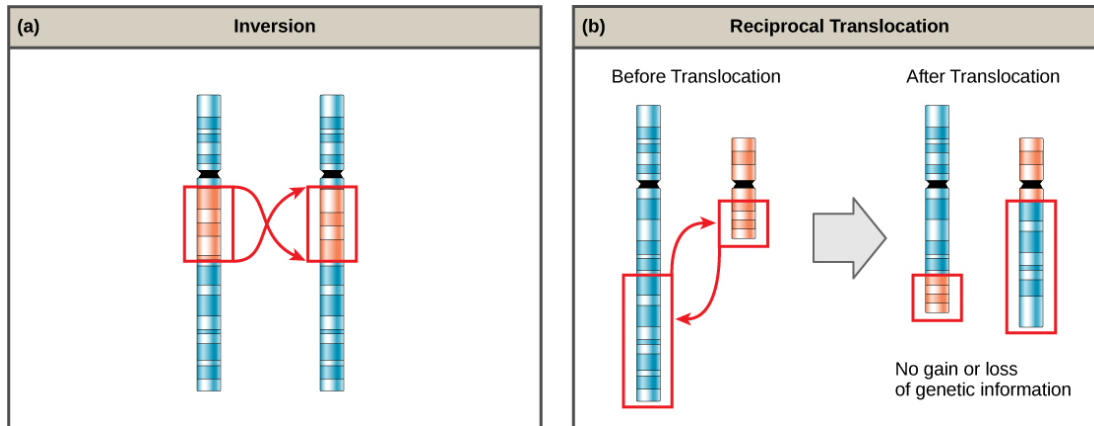 (a) Inversion
(b) Reciprocal Translocation
Before Translocation
After Translocation
No gain or loss
of genetic information